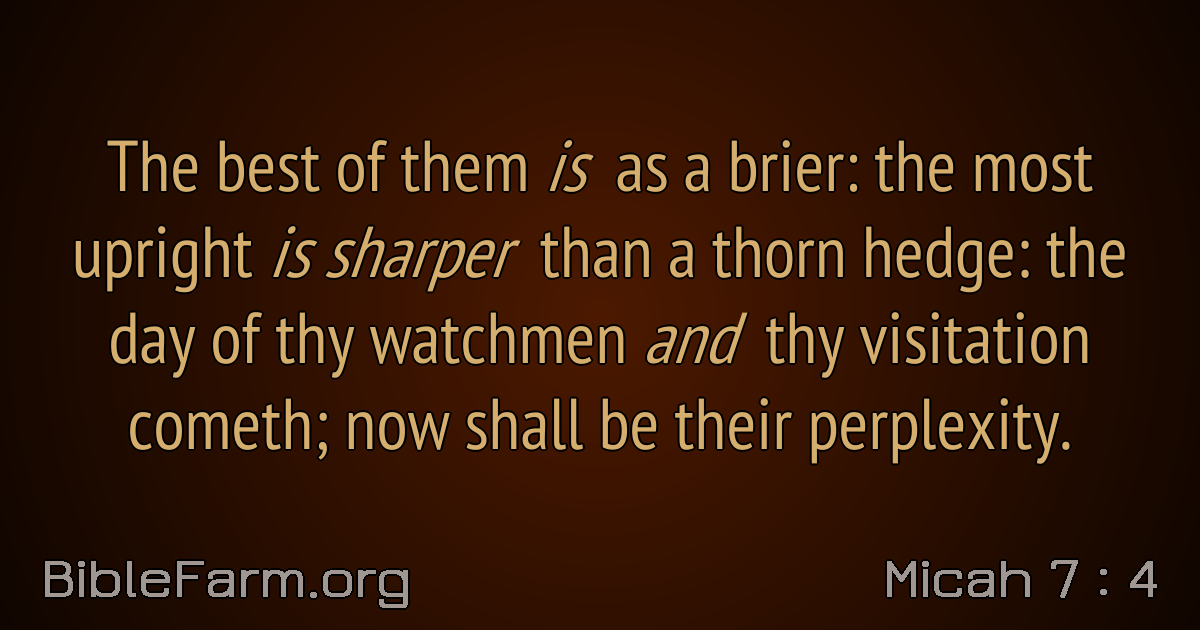 The best of them is as a brier: the most
upright is sharper than a thorn hedge: the
day of thy watchmen and thy visitation
cometh; now shall be their perplexity.
BibleFarm.org
Micah 7 : 4